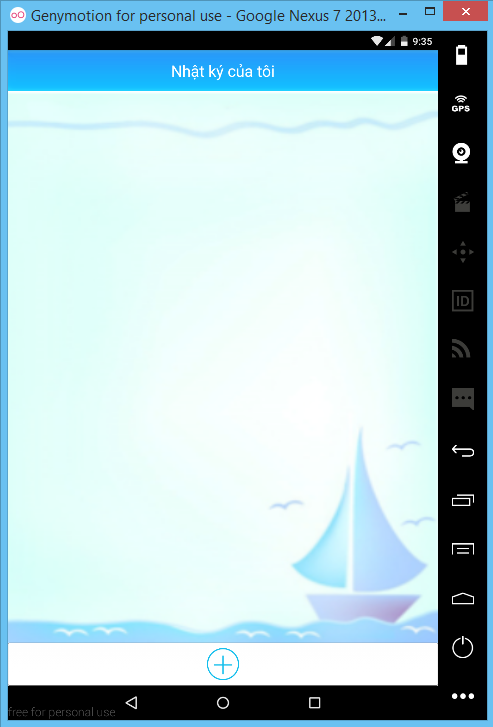 Genymotion for personal use - Google Nexus 7 2013...
9:35
Nhật ký của tôi
GPS
ID
free for personal use